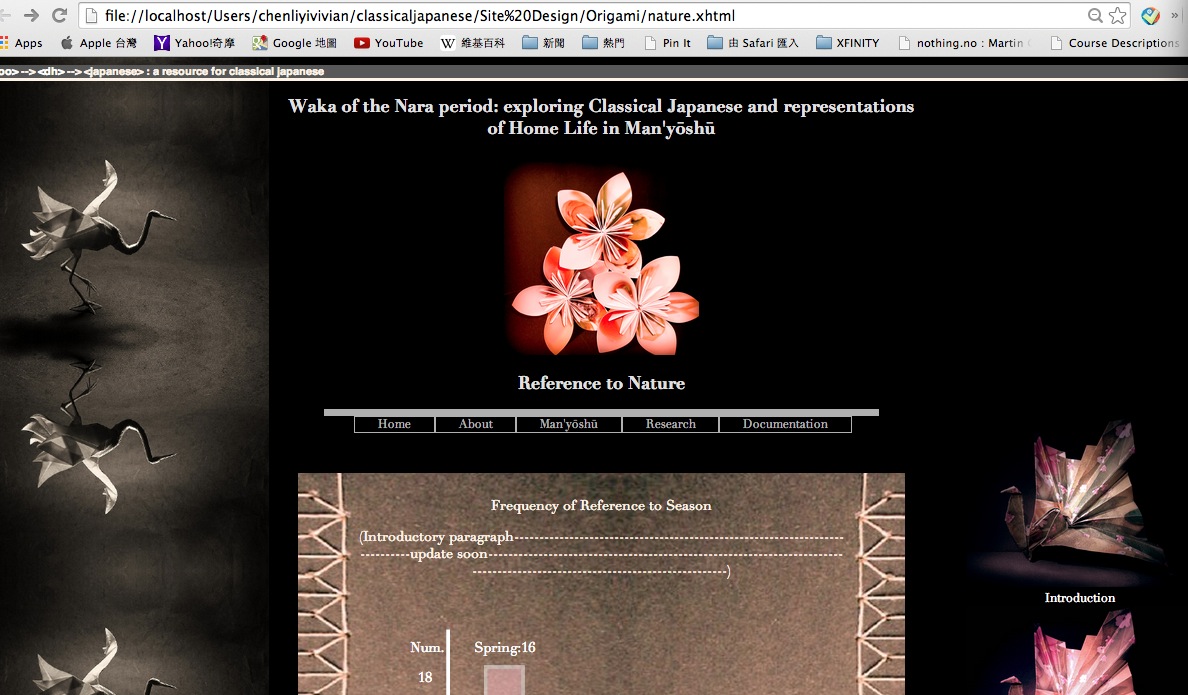 file://localhost/Users/chenliyivivian/classicaljapanese/Site%20Design/Origami/nature.xhtml
Apps Apple 台灣 Yahoo!奇摩 Google 地圖 YouTube W 維基百科 新聞 熱門 Pin It 由 Safari 匯入 XFINITY nothing.no : Martin Course Descriptions »
oo> --> <dh> --> <japanese> : a resource for classical japanese
Waka of the Nara period: exploring Classical Japanese and representations
of Home Life in Man'yōshū
Reference to Nature
Home About Man'yōshū Research Documentation
Frequency of Reference to Season
(Introductory paragraph------------------------------------------------------------------
----------update soon-----------------------------------------------------------------------
---------------------------------------------------)
Introduction
Num. Spring:16
18